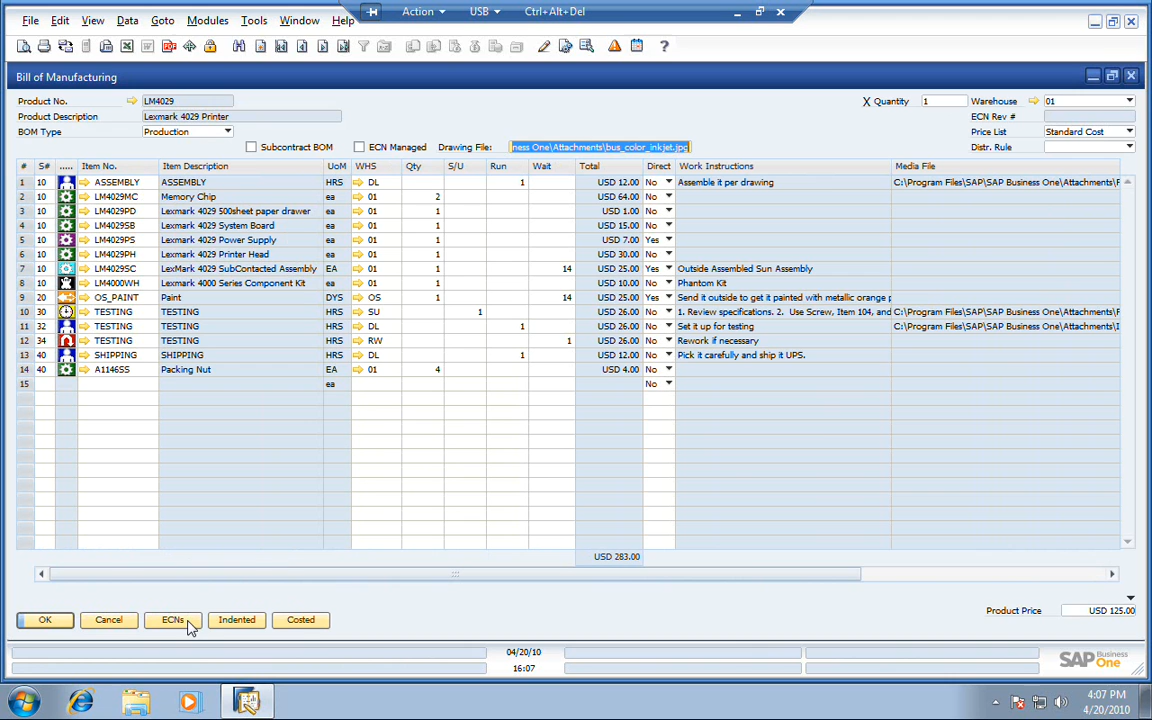 Action USB Ctrl+Alt+Del
File Edit View Data Goto Modules Tools Window Help
Bill of Manufacturing
Product No. LM4029 X Quantity 1 Warehouse 01
Product Description Lexmark 4029 Printer ECN Rev #
BOM Type Production Price List Standard Cost
Subcontract BOM ECN Managed Drawing File: ness One\Attachments\bus_color_inkjet.jpg Distr. Rule
# S# ..... Item No. Item Description UoM WHS Qty S/U Run Wait Total Direct Work Instructions Media File
1 10 ASSEMBLY ASSEMBLY HRS DL 1 USD 12.00 No Assemble it per drawing C:\Program Files\SAP\SAP Business One\Attachments\F
2 10 LM4029MC Memory Chip ea 01 2 USD 64.00 No
3 10 LM4029PD Lexmark 4029 500sheet paper drawer ea 01 1 USD 1.00 No
4 10 LM4029SB Lexmark 4029 System Board ea 01 1 USD 15.00 No
5 10 LM4029PS Lexmark 4029 Power Supply ea 01 1 USD 7.00 Yes
6 10 LM4029PH Lexmark 4029 Printer Head ea 01 1 USD 30.00 No
7 10 LM4029SC LexMark 4029 SubContacted Assembly EA 01 1 14 USD 25.00 Yes Outside Assembled Sun Assembly
8 10 LM4000WH Lexmark 4000 Series Component Kit ea 01 1 USD 10.00 No Phantom Kit
9 20 OS_PAINT Paint DYS OS 1 14 USD 25.00 Yes Send it outside to get it painted with metallic orange p
10 30 TESTING TESTING HRS SU 1 USD 26.00 No 1. Review specifications. 2. Use Screw, Item 104, and C:\Program Files\SAP\SAP Business One\Attachments\F
11 32 TESTING TESTING HRS DL 1 USD 26.00 No Set it up for testing C:\Program Files\SAP\SAP Business One\Attachments\I
12 34 TESTING TESTING HRS RW 1 USD 26.00 No Rework if necessary
13 40 SHIPPING SHIPPING HRS DL 1 USD 12.00 No Pick it carefully and ship it UPS.
14 40 A1146SS Packing Nut EA 01 4 USD 4.00 No
15 ea No
USD 283.00
Product Price USD 125.00
OK Cancel ECNs Indented Costed
04/20/10
16:07
SAP Business One
4:07 PM
4/20/2010